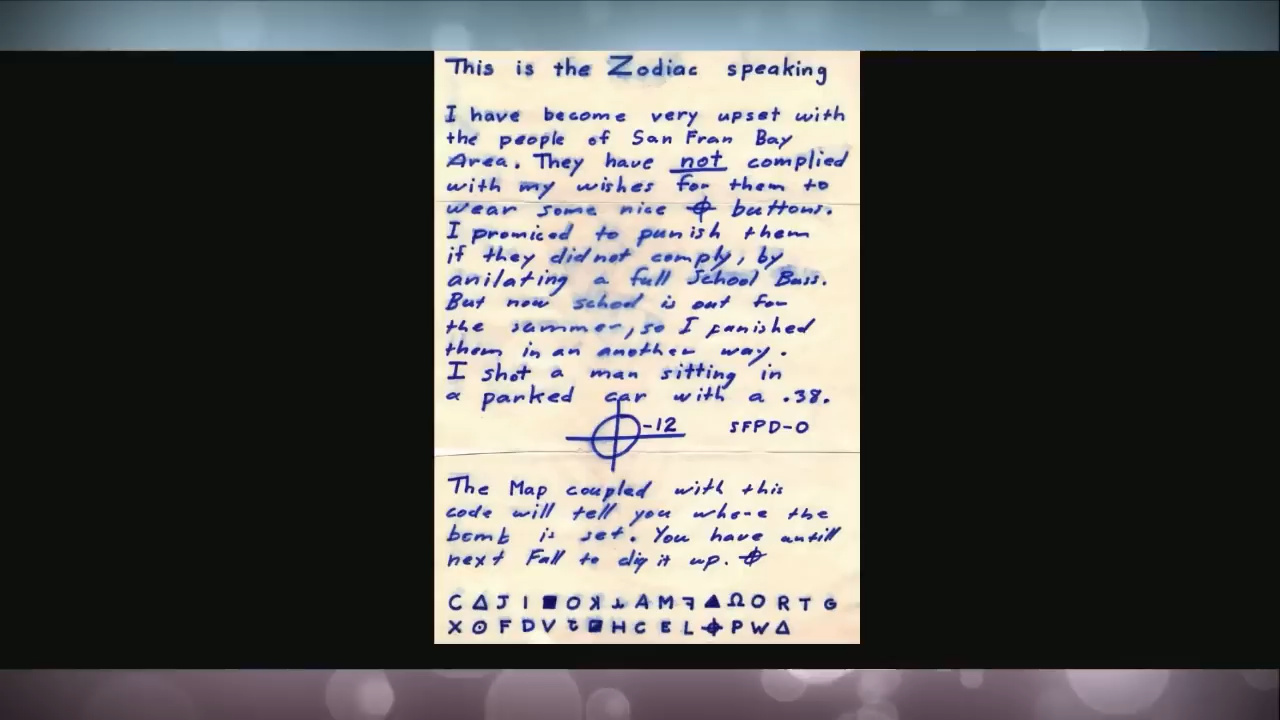 This is the Zodiac speaking
I have become very upset with
the people of San Fran Bay
Area. They have not complied
with my wishes for them to
wear some nice ⌖ buttons.
I promiced to punish them
if they did not comply, by
anilating a full School Buss.
But now school is out for
the summer, so I punished
them in an another way.
I shot a man sitting in
a parked car with a .38.
⌖-12 SFPD-0
The Map coupled with this
code will tell you where the
bomb is set. You have untill
next Fall to dig it up. ⌖
C Δ J I ■ O ꓘ ⅄ A M ꟻ ▲ Ω O R T G
X ⊙ F D V Ʇ ■ H C E L ⌖ P W Δ